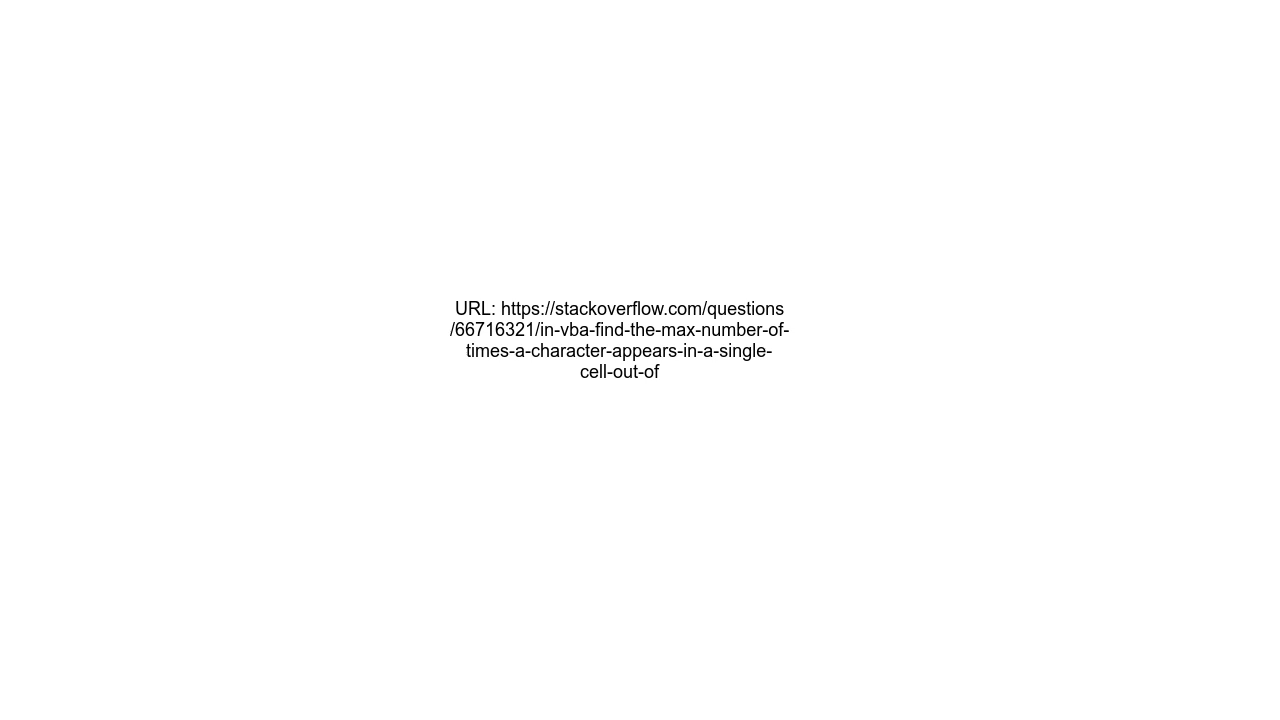 URL: https://stackoverflow.com/questions
/66716321/in-vba-find-the-max-number-of-
times-a-character-appears-in-a-single-
cell-out-of